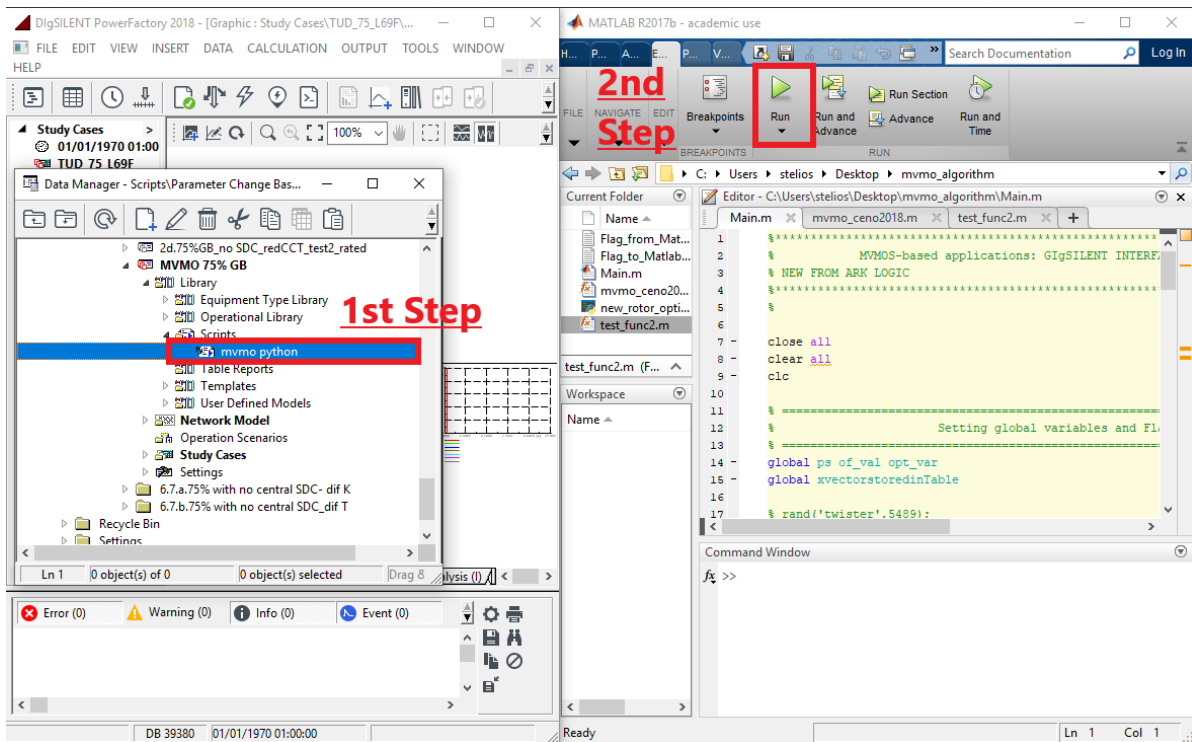 DIgSILENT PowerFactory 2018 - [Graphic : Study Cases\TUD_75_L69F\...
FILE EDIT VIEW INSERT DATA CALCULATION OUTPUT TOOLS WINDOW
HELP
100%
Study Cases >
01/01/1970 01:00
TUD_75_L69F
Data Manager - Scripts\Parameter Change Bas...
2d.75%GB_no SDC_redCCT_test2_rated
MVMO 75% GB
Library
Equipment Type Library
Operational Library
Scripts
mvmo python
Table Reports
Templates
User Defined Models
Network Model
Operation Scenarios
Study Cases
Settings
6.7.a.75% with no central SDC- dif K
6.7.b.75% with no central SDC_dif T
Recycle Bin
Settings
1st Step
Ln 1 0 object(s) of 0 0 object(s) selected Drag 8
alysis (I)
Error (0) Warning (0) Info (0) Event (0)
DB 39380 01/01/1970 01:00:00
MATLAB R2017b - academic use
H... P... A... E... P... V... Search Documentation Log In
2nd
Step
FILE NAVIGATE EDIT Breakpoints Run Run and Advance Run Section Advance Run and Time
BREAKPOINTS RUN
C: Users stelios Desktop mvmo_algorithm
Current Folder
Name
Flag_from_Mat...
Flag_to_Matlab...
Main.m
mvmo_ceno20...
new_rotor_opti...
test_func2.m
test_func2.m (F...
Workspace
Name
Editor - C:\Users\stelios\Desktop\mvmo_algorithm\Main.m
Main.m mvmo_ceno2018.m test_func2.m +
1 %******************************************************
2 % MVMOS-based applications: GIgSILENT INTERF
3 % NEW FROM ARK LOGIC
4 %******************************************************
5 %
6
7 - close all
8 - clear all
9 - clc
10
11 % ====================================================
12 % Setting global variables and Fl
13 % ====================================================
14 - global ps of_val opt_var
15 - global xvectorstoredinTable
16
17 % rand('twister',5489);
Command Window
fx >>
Ready
Ln 1 Col 1